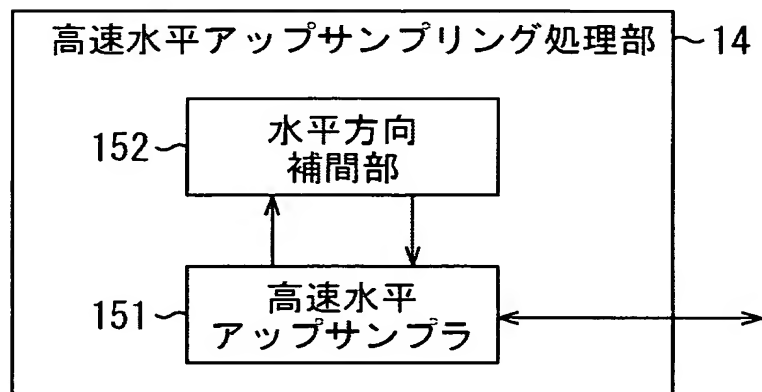 高速水平アップサンプリング処理部 14
152 水平方向
補間部
151 高速水平
アップサンプラ